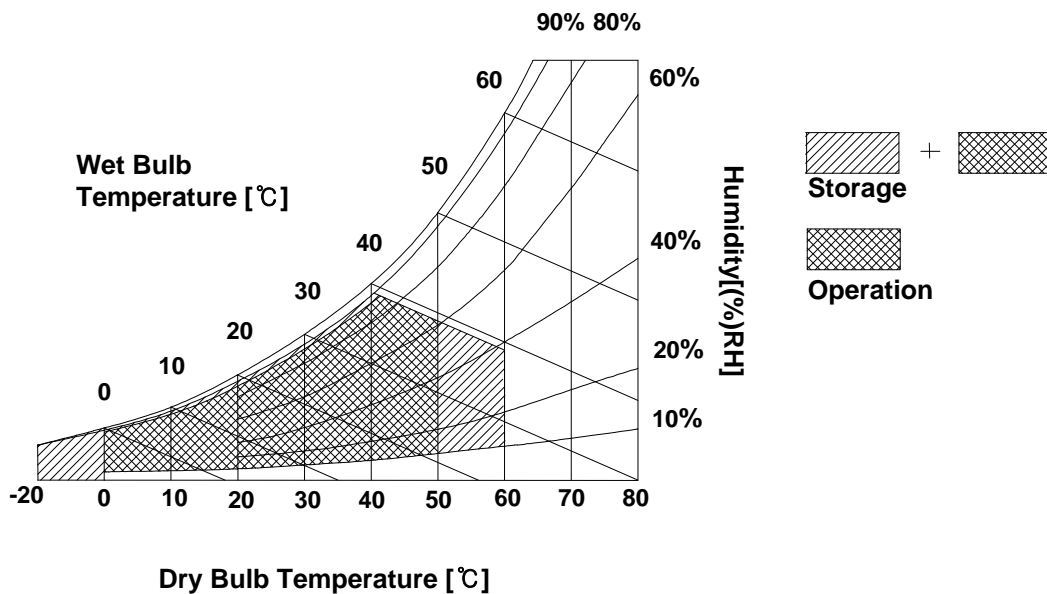 90% 80%
60
60%
Wet Bulb
Temperature [℃]
50
+
Storage
40
40%
Humidity[(%)RH]
30
Operation
20
20%
10
0
10%
-20 0 10 20 30 40 50 60 70 80
Dry Bulb Temperature [℃]